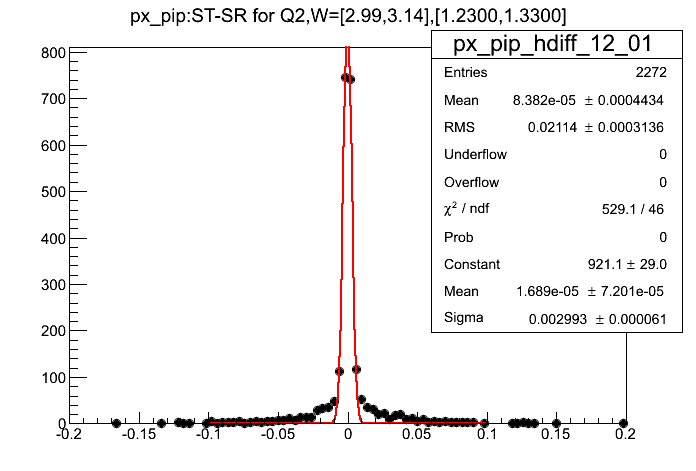 px_pip:ST-SR for Q2,W=[2.99,3.14],[1.2300,1.3300]
px_pip_hdiff_12_01
Entries 2272
Mean 8.382e-05 ± 0.0004434
RMS 0.02114 ± 0.0003136
Underflow 0
Overflow 0
χ² / ndf 529.1 / 46
Prob 0
Constant 921.1 ± 29.0
Mean 1.689e-05 ± 7.201e-05
Sigma 0.002993 ± 0.000061
800
700
600
500
400
300
200
100
0
-0.2 -0.15 -0.1 -0.05 0 0.05 0.1 0.15 0.2